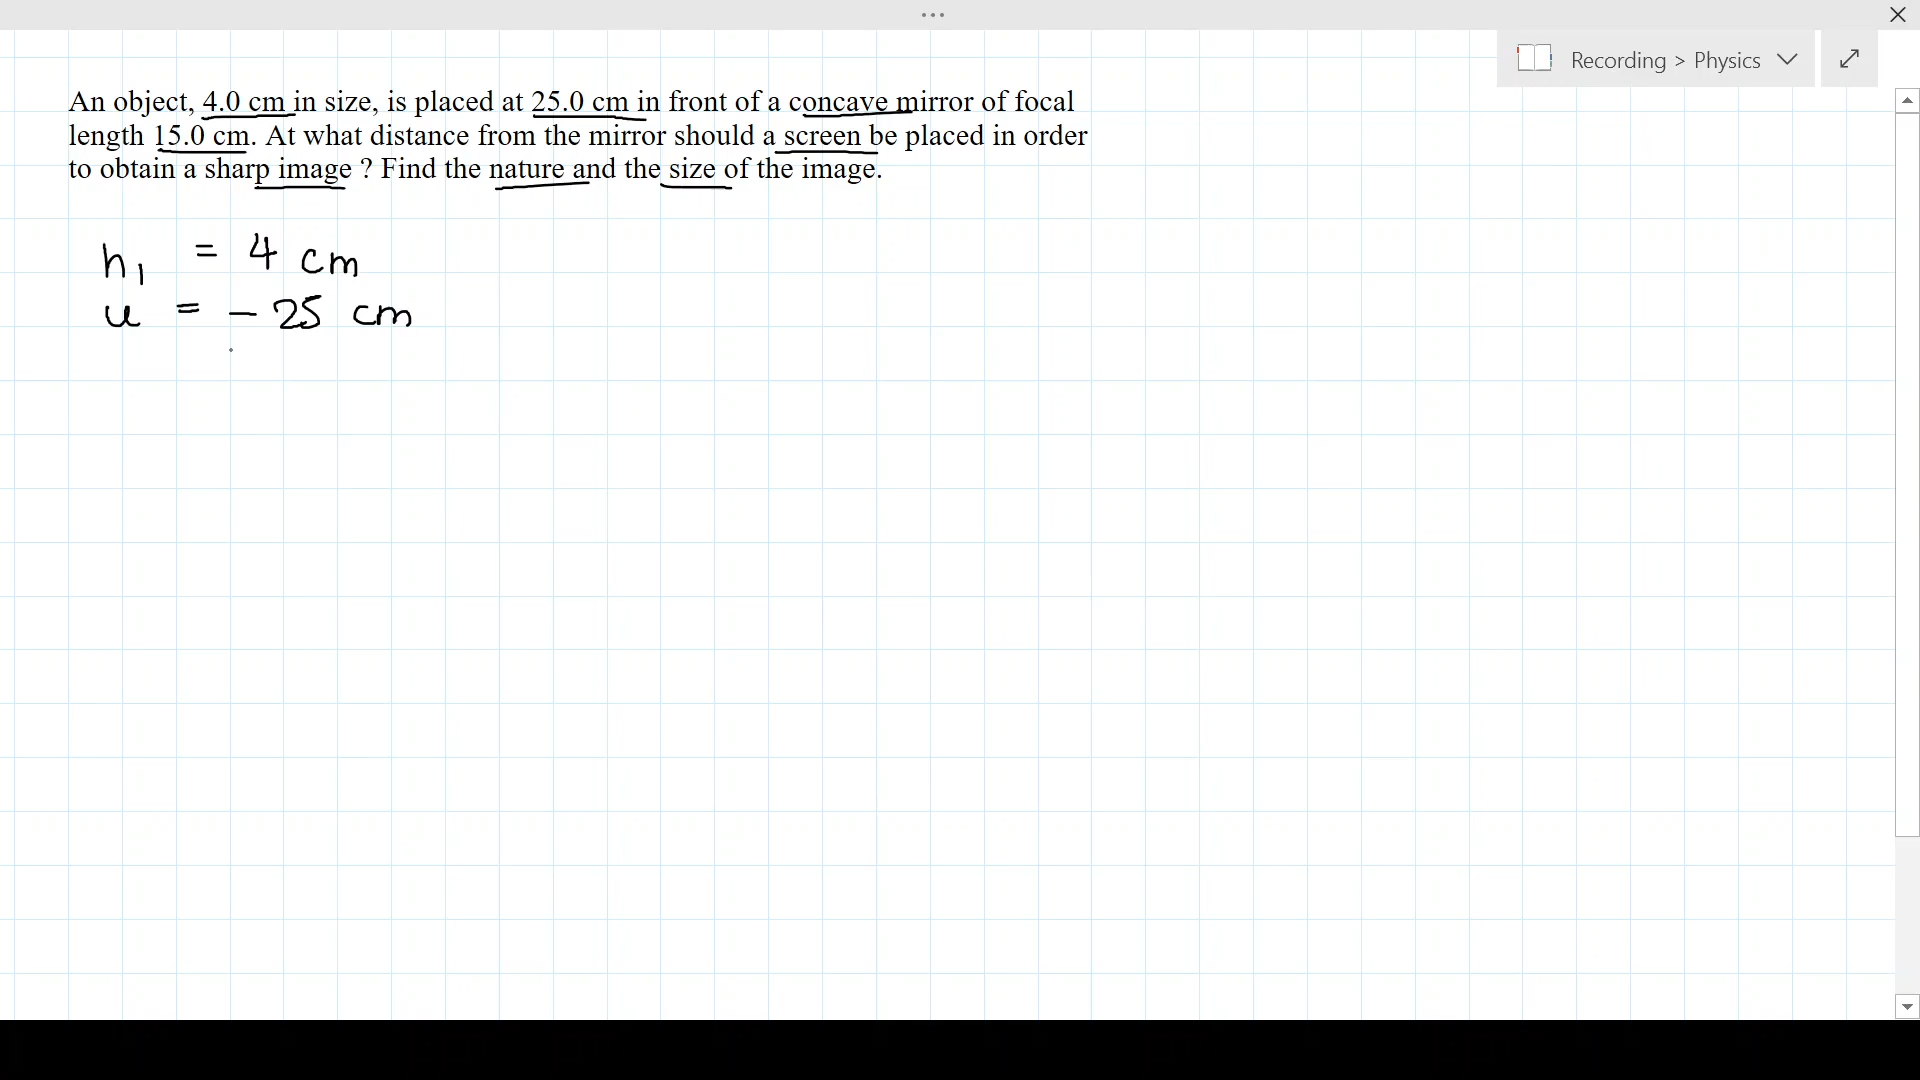 Recording > Physics
An object, 4.0 cm in size, is placed at 25.0 cm in front of a concave mirror of focal
length 15.0 cm. At what distance from the mirror should a screen be placed in order
to obtain a sharp image ? Find the nature and the size of the image.
h₁ = 4 cm
u = - 25 cm